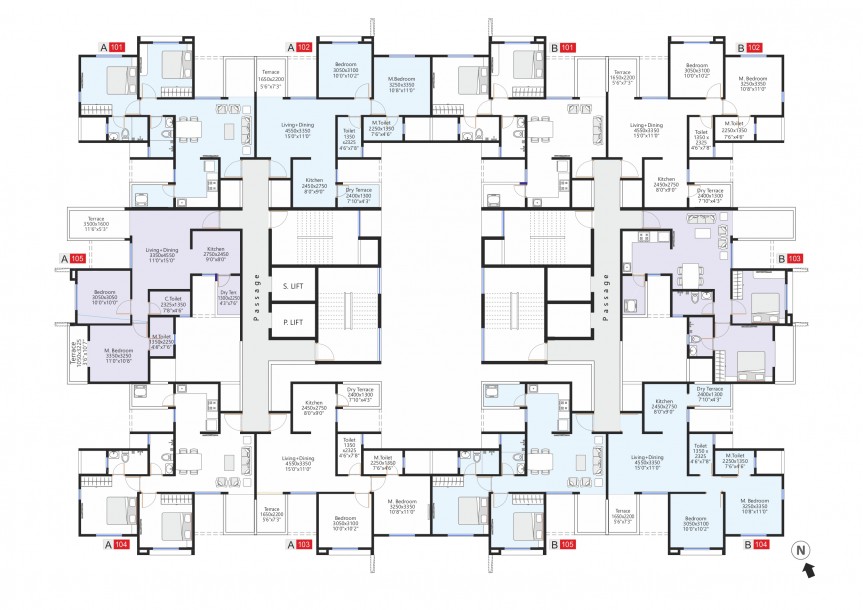 A 101
A 102
B 101
B 102
Terrace
1650x2200
5'6"x7'3"
Bedroom
3050x3100
10'0"x10'2"
M.Bedroom
3250x3350
10'8"x11'0"
Living+Dining
4550x3350
15'0"x11'0"
Toilet
1350
x2325
4'6"x7'8"
M.Toilet
2250x1350
7'6"x4'6"
Kitchen
2450x2750
8'0"x9'0"
Dry Terrace
2400x1300
7'10"x4'3"
Terrace
1650x2200
5'6"x7'3"
Bedroom
3050x3100
10'0"x10'2"
M. Bedroom
3250x3350
10'8"x11'0"
Living+Dining
4550x3350
15'0"x11'0"
Toilet
1350 x
2325
4'6"x7'8"
M.Toilet
2250x1350
7'6"x4'6"
Kitchen
2450x2750
8'0"x9'0"
Dry Terrace
2400x1300
7'10"x4'3"
Terrace
3500x1600
11'6"x5'3"
A 105
Living+Dining
3350x4550
11'0"x15'0"
Kitchen
2750x2450
9'0"x8'0"
Bedroom
3050x3050
10'0"x10'0"
C.Toilet
2325x1350
7'8"x4'6"
Dry Terr.
1300x2250
4'3"x7'6"
M.Toilet
1350x2250
4'6"x7'6"
M. Bedroom
3350x3250
11'0"x10'8"
Terrace
1050x3225
3'6"x10'7"
Passage
S. LIFT
P. LIFT
Passage
B 103
Kitchen
2450x2750
8'0"x9'0"
Dry Terrace
2400x1300
7'10"x4'3"
Living+Dining
4550x3350
15'0"x11'0"
Toilet
1350
x2325
4'6"x7'8"
M.Toilet
2250x1350
7'6"x4'6"
Terrace
1650x2200
5'6"x7'3"
Bedroom
3050x3100
10'0"x10'2"
M. Bedroom
3250x3350
10'8"x11'0"
Kitchen
2450x2750
8'0"x9'0"
Dry Terrace
2400x1300
7'10"x4'3"
Living+Dining
4550x3350
15'0"x11'0"
Toilet
1350 x
2325
4'6"x7'8"
M.Toilet
2250x1350
7'6"x4'6"
Terrace
1650x2200
5'6"x7'3"
Bedroom
3050x3100
10'0"x10'2"
M. Bedroom
3250x3350
10'8"x11'0"
A 104
A 103
B 105
B 104
N